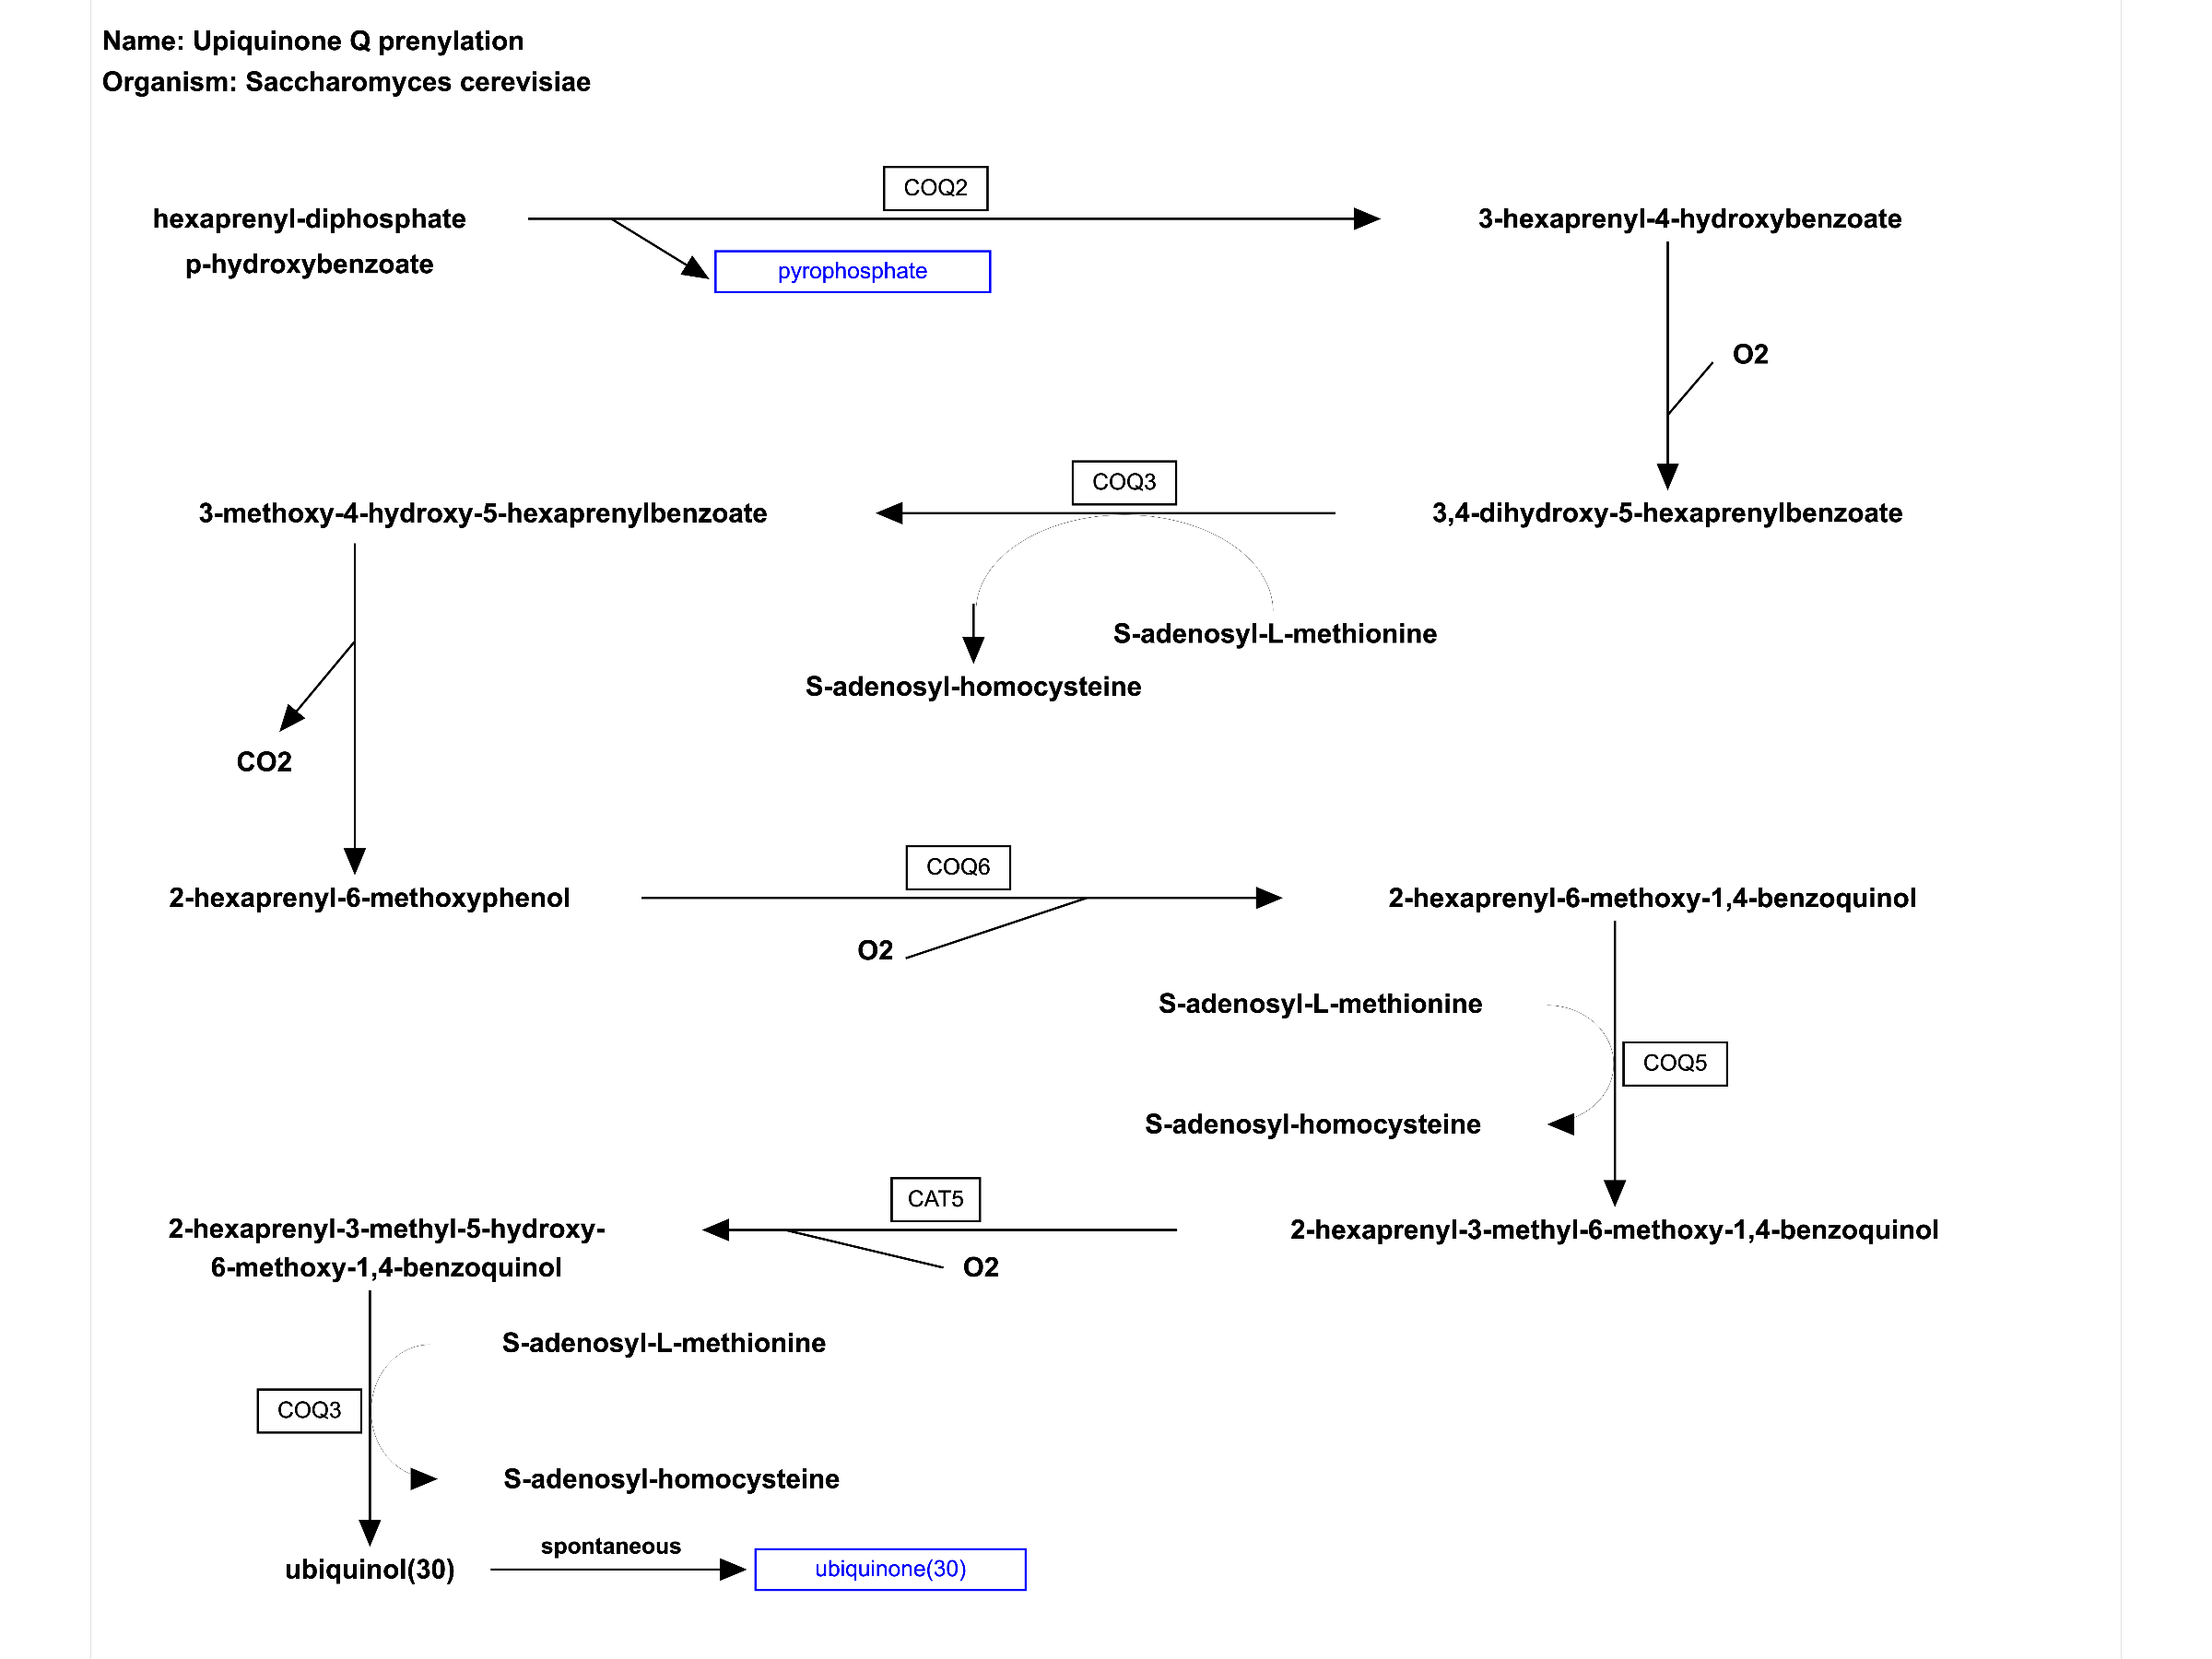 Name: Upiquinone Q prenylation
Organism: Saccharomyces cerevisiae
COQ2
hexaprenyl-diphosphate
3-hexaprenyl-4-hydroxybenzoate
p-hydroxybenzoate
pyrophosphate
O2
COQ3
3-methoxy-4-hydroxy-5-hexaprenylbenzoate
3,4-dihydroxy-5-hexaprenylbenzoate
S-adenosyl-L-methionine
S-adenosyl-homocysteine
CO2
COQ6
2-hexaprenyl-6-methoxyphenol
2-hexaprenyl-6-methoxy-1,4-benzoquinol
O2
S-adenosyl-L-methionine
COQ5
S-adenosyl-homocysteine
CAT5
2-hexaprenyl-3-methyl-5-hydroxy-
6-methoxy-1,4-benzoquinol
2-hexaprenyl-3-methyl-6-methoxy-1,4-benzoquinol
O2
S-adenosyl-L-methionine
COQ3
S-adenosyl-homocysteine
spontaneous
ubiquinol(30)
ubiquinone(30)